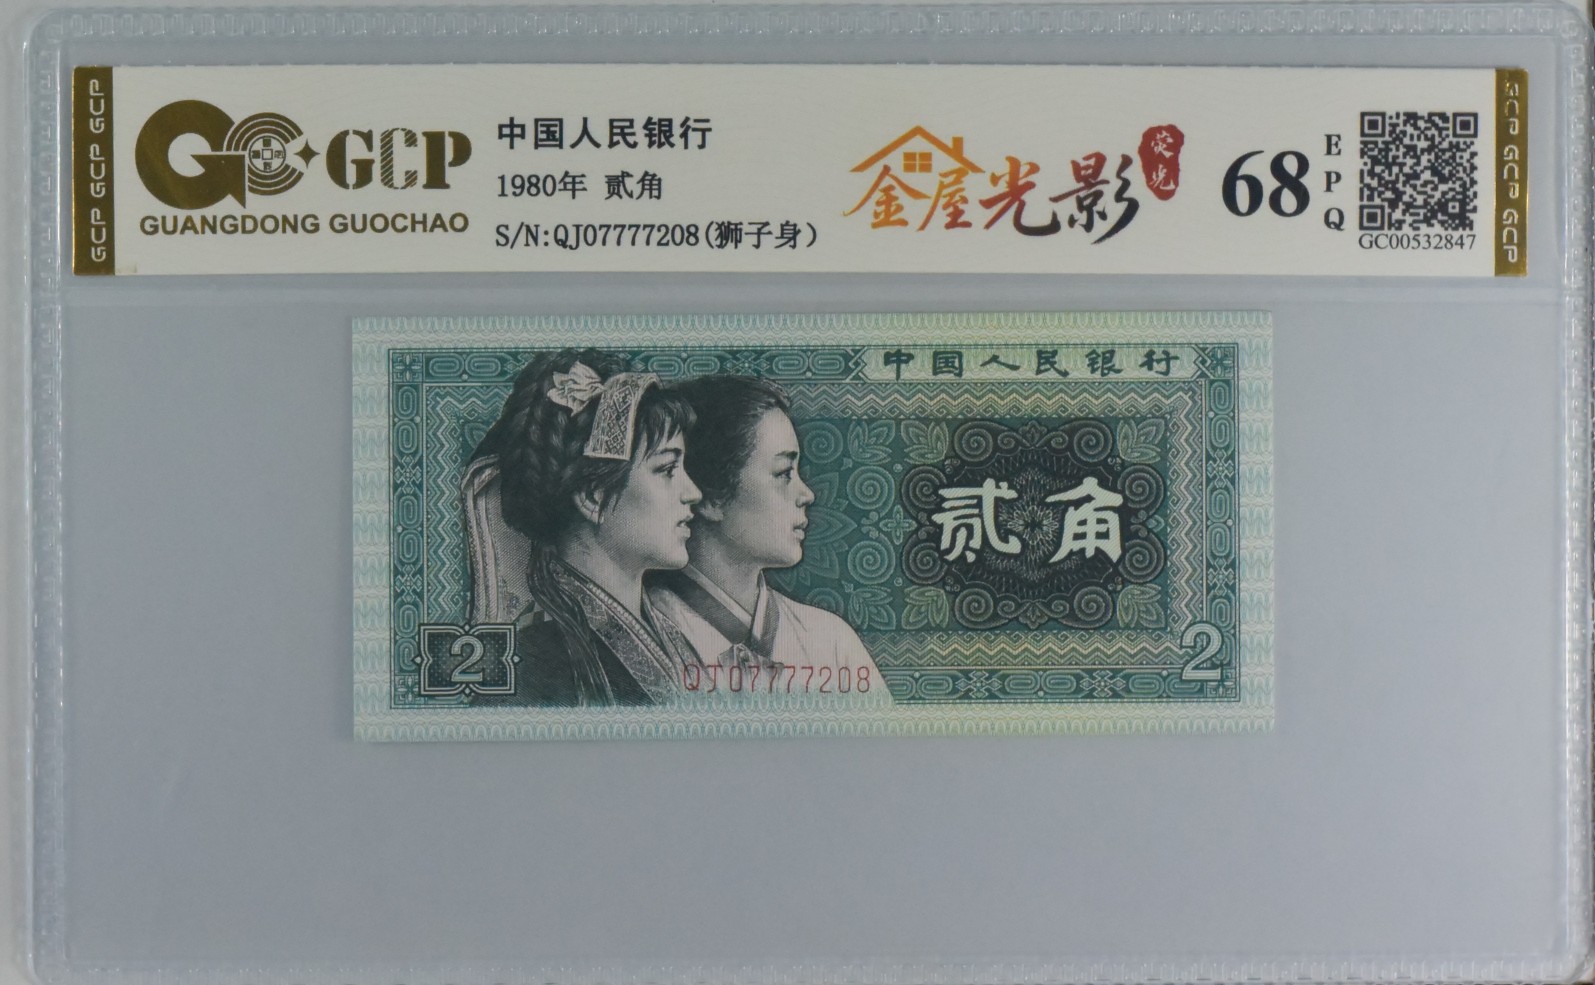 GCP GCP GCP
GCP
GUANGDONG GUOCHAO
中国人民银行
1980年 贰角
S/N:QJ07777208(狮子身)
金屋光影
荧光
68
EPQ
GC00532847
GCP GCP GCP
中国人民银行
贰角
2
2
QJ07777208